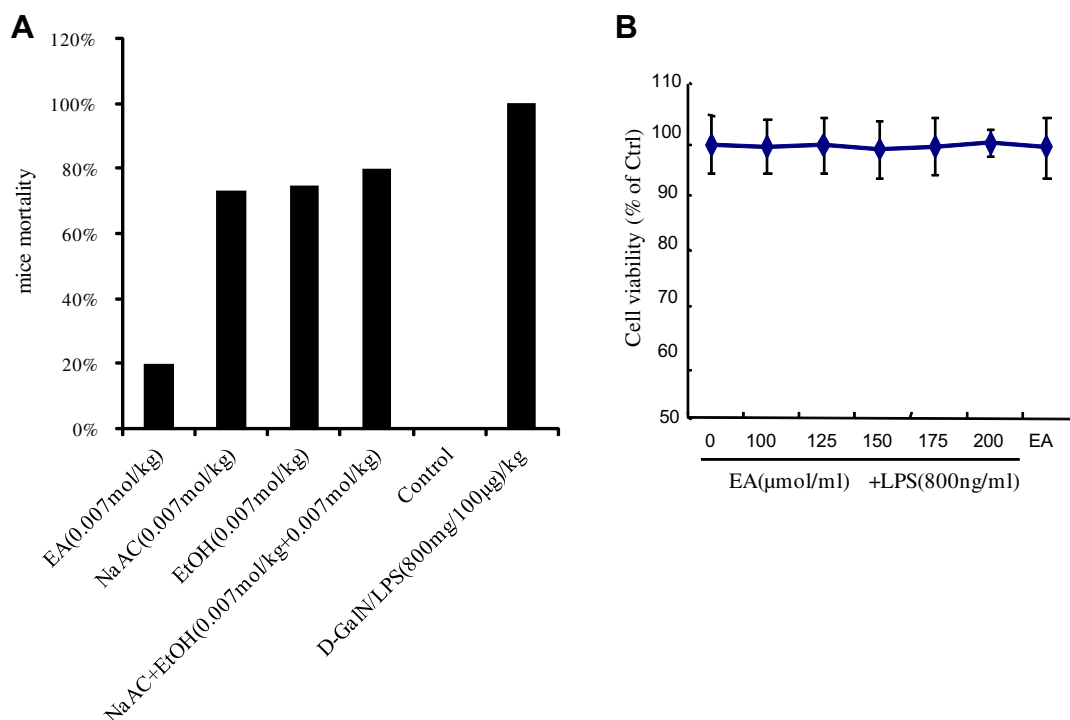 A
120%
100%
80%
60%
40%
20%
0%
mice mortality
EA(0.007mol/kg)
NaAC(0.007mol/kg)
EtOH(0.007mol/kg)
NaAC+EtOH(0.007mol/kg+0.007mol/kg)
Control
D-GalN/LPS(800mg/100μg)/kg
B
110
100
90
80
70
60
50
Cell viability (% of Ctrl)
0 100 125 150 175 200 EA
EA(μmol/ml) +LPS(800ng/ml)